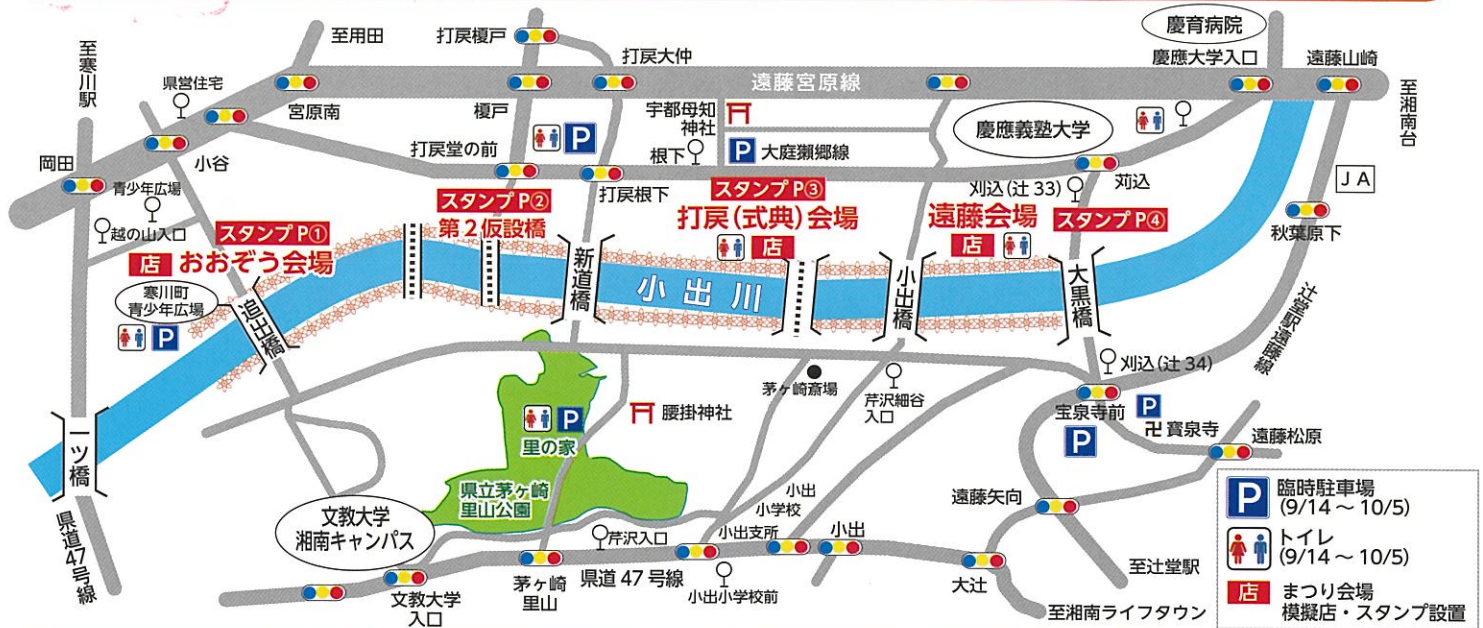 慶育病院
至用田
打戻榎戸
打戻大仲
慶應大学入口
遠藤山崎
至寒川駅
県営住宅
宮原南
榎戸
遠藤宮原線
宇都母知
神社
慶應義塾大学
至湘南台
岡田
小谷
打戻堂の前
P
根下
P 大庭獺郷線
苅込
JA
青少年広場
越の山入口
打戻根下
刈込(辻33)
秋葉原下
スタンプP①
店 おおぞう会場
スタンプP②
第2仮設橋
スタンプP③
打戻(式典)会場
店
遠藤会場
店
スタンプP④
寒川町
青少年広場
P
追出橋
新道橋
小出川
小出橋
大黒橋
辻堂駅遠藤線
刈込(辻34)
茅ヶ崎斎場
芹沢細谷
入口
宝泉寺前
P
P
卍 寶泉寺
遠藤松原
腰掛神社
P
里の家
県立茅ヶ崎
里山公園
一ツ橋
県道47号線
文教大学
湘南キャンパス
文教大学
入口
茅ヶ崎
里山
芹沢入口
県道47号線
小出
小学校
小出支所
小出
小出小学校前
大辻
遠藤矢向
至辻堂駅
至湘南ライフタウン
P 臨時駐車場
(9/14~10/5)
トイレ
(9/14~10/5)
店 まつり会場
模擬店・スタンプ設置